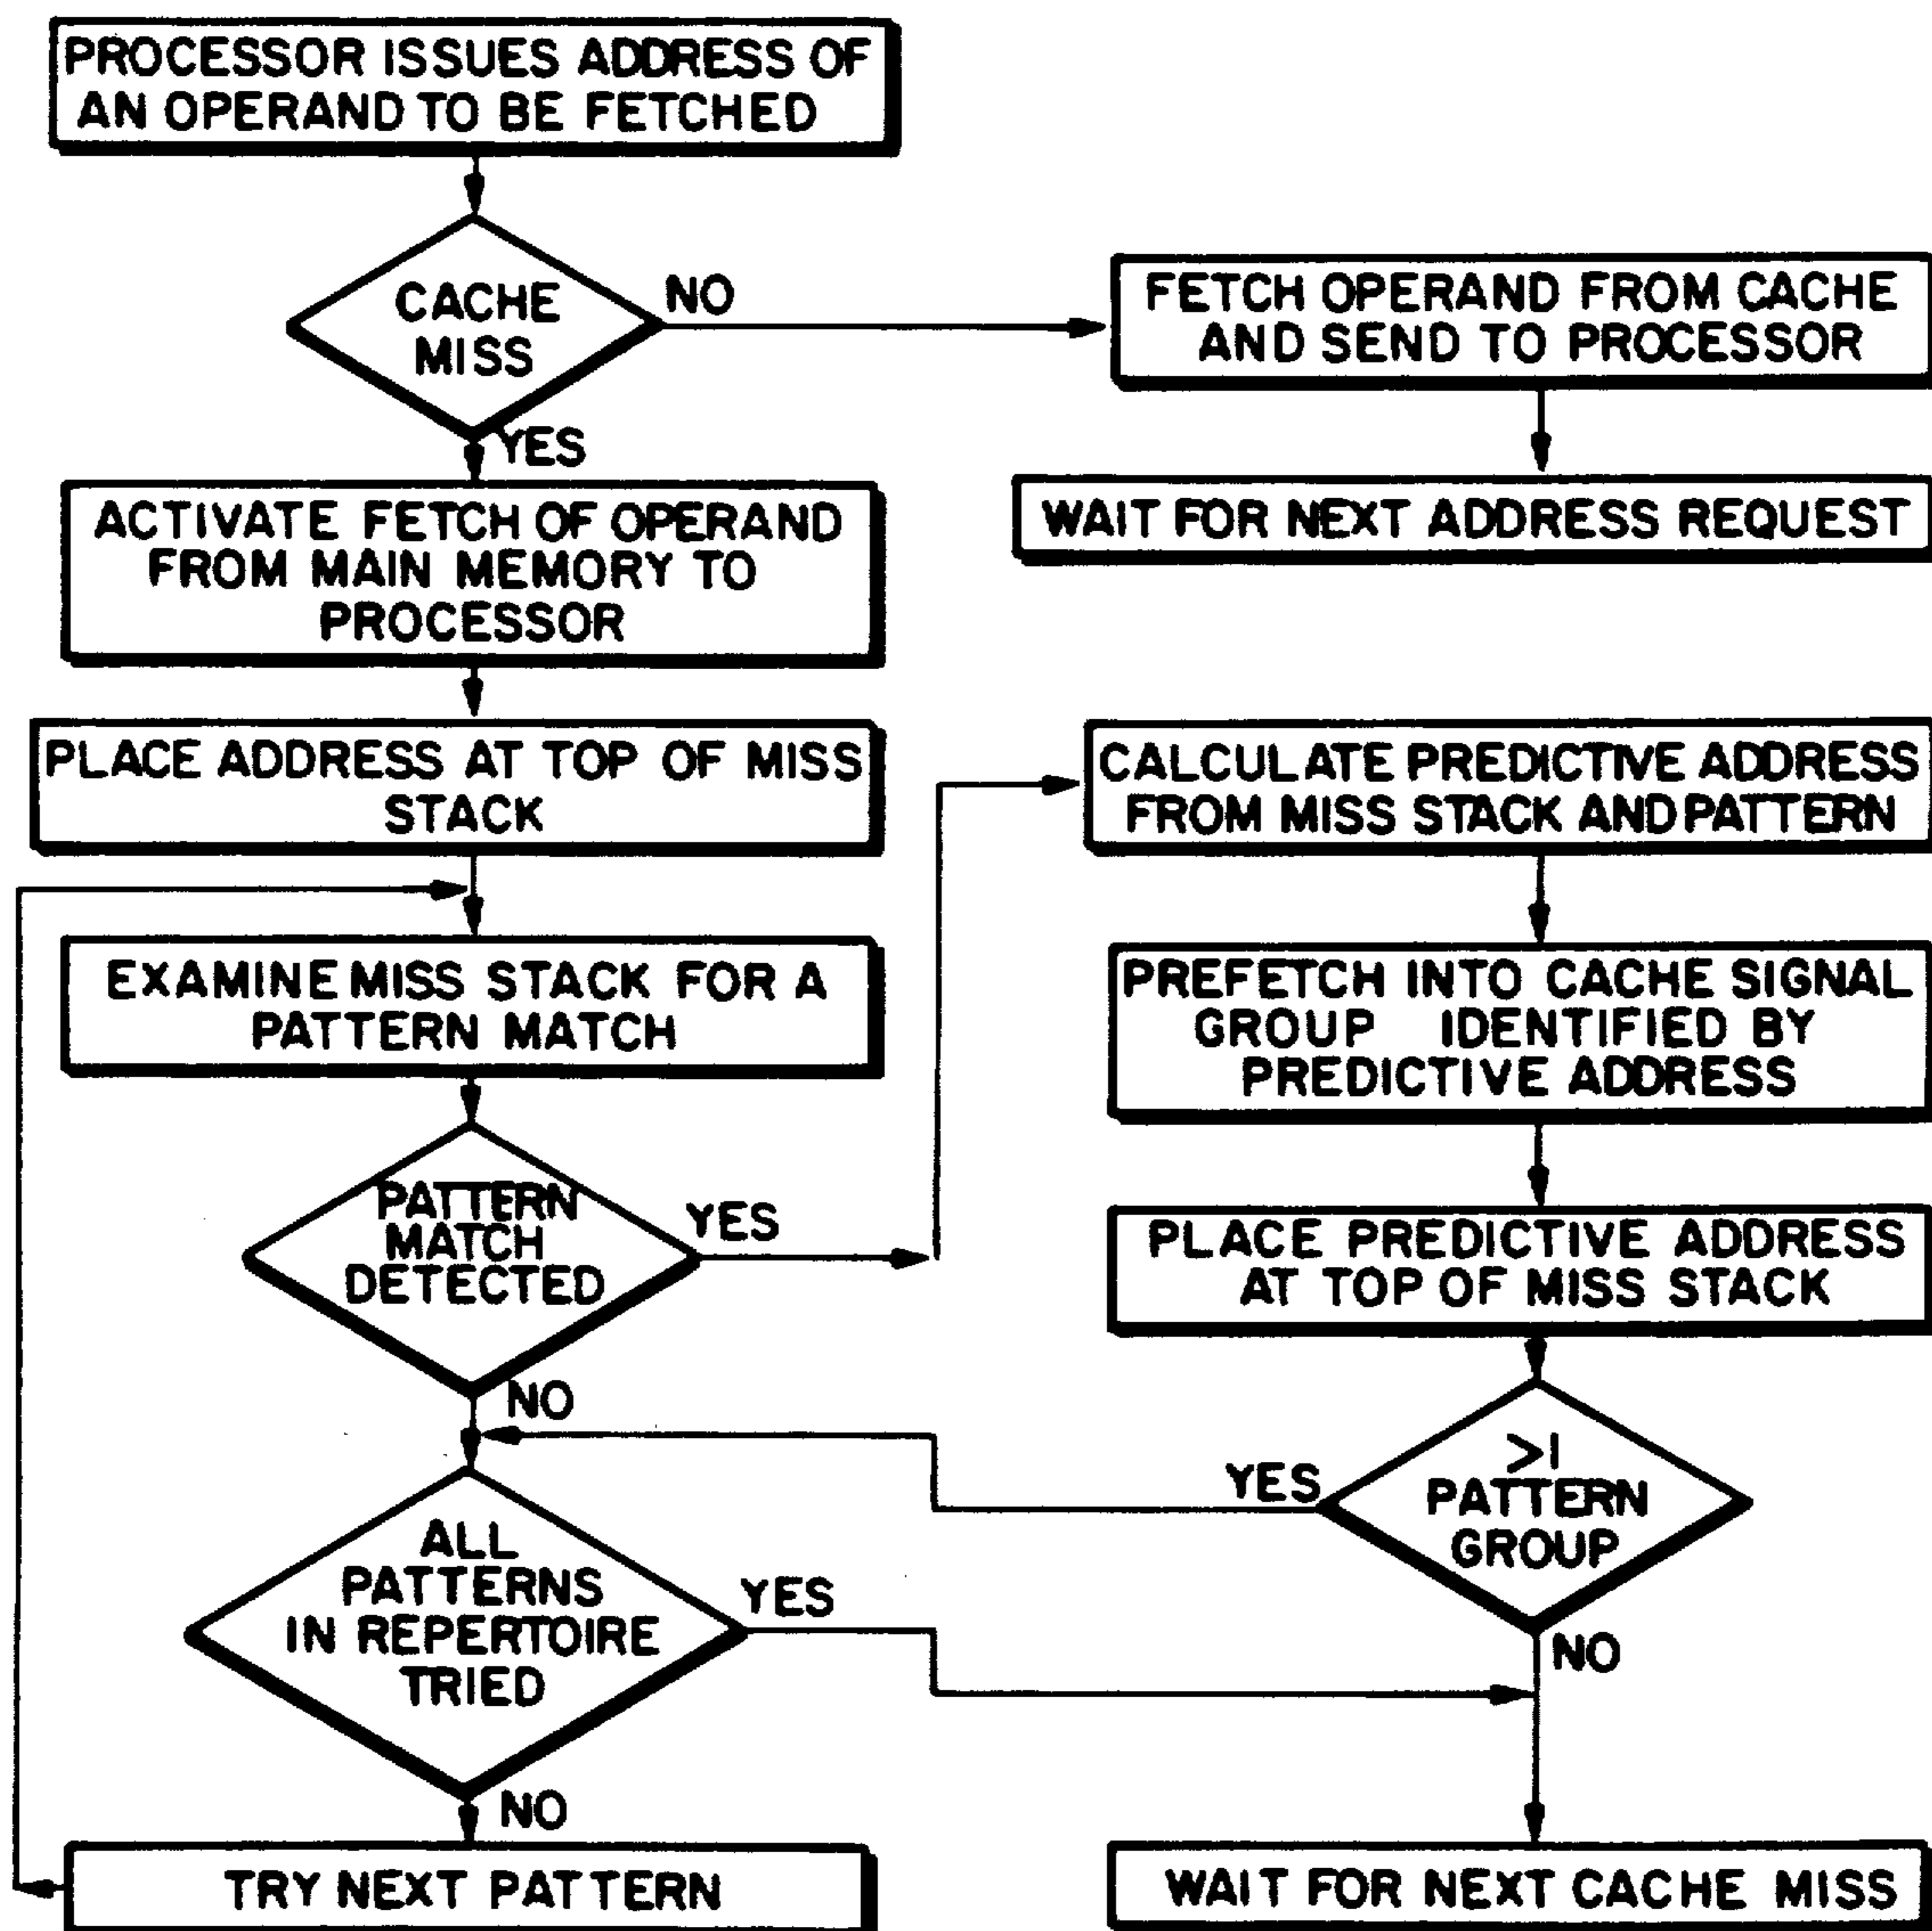 PROCESSOR ISSUES ADDRESS OF
AN OPERAND TO BE FETCHED
CACHE
MISS
NO
FETCH OPERAND FROM CACHE
AND SEND TO PROCESSOR
YES
WAIT FOR NEXT ADDRESS REQUEST
ACTIVATE FETCH OF OPERAND
FROM MAIN MEMORY TO
PROCESSOR
PLACE ADDRESS AT TOP OF MISS
STACK
CALCULATE PREDICTIVE ADDRESS
FROM MISS STACK AND PATTERN
EXAMINE MISS STACK FOR A
PATTERN MATCH
PREFETCH INTO CACHE SIGNAL
GROUP IDENTIFIED BY
PREDICTIVE ADDRESS
PATTERN
MATCH
DETECTED
YES
PLACE PREDICTIVE ADDRESS
AT TOP OF MISS STACK
NO
>1
PATTERN
GROUP
YES
NO
ALL
PATTERNS
IN REPERTOIRE
TRIED
YES
NO
TRY NEXT PATTERN
WAIT FOR NEXT CACHE MISS